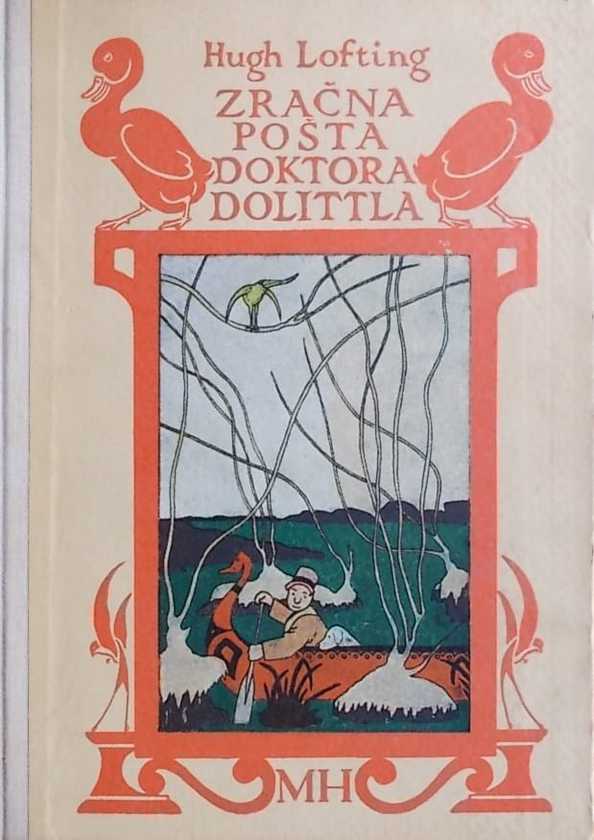 Hugh Lofting
ZRAČNA
POŠTA
DOKTORA
DOLITTLA
MH